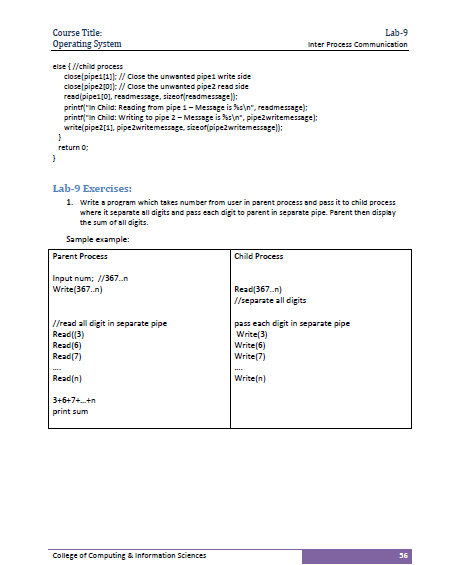 Course Title:
Lab-9
Operating System
Inter Process Communication
else { //child process
close(pipe1[1]); // Close the unwanted pipe1 write side
close(pipe2[0]); // Close the unwanted pipe2 read side
read(pipe1[0], readmessage, sizeof(readmessage));
printf("In Child: Reading from pipe 1 – Message is %s\n", readmessage);
printf("In Child: Writing to pipe 2 – Message is %s\n", pipe2writemessage);
write(pipe2[1], pipe2writemessage, sizeof(pipe2writemessage));
}
return 0;
}
Lab-9 Exercises:
1. Write a program which takes number from user in parent process and pass it to child process
where it separate all digits and pass each digit to parent in separate pipe. Parent then display
the sum of all digits.
Sample example:
Parent Process
Input num; //367..n
Write(367..n)
//read all digit in separate pipe
Read((3)
Read(6)
Read(7)
....
Read(n)
3+6+7+...+n
print sum
Child Process
Read(367..n)
//separate all digits
pass each digit in separate pipe
Write(3)
Write(6)
Write(7)
....
Write(n)
College of Computing & Information Sciences
56